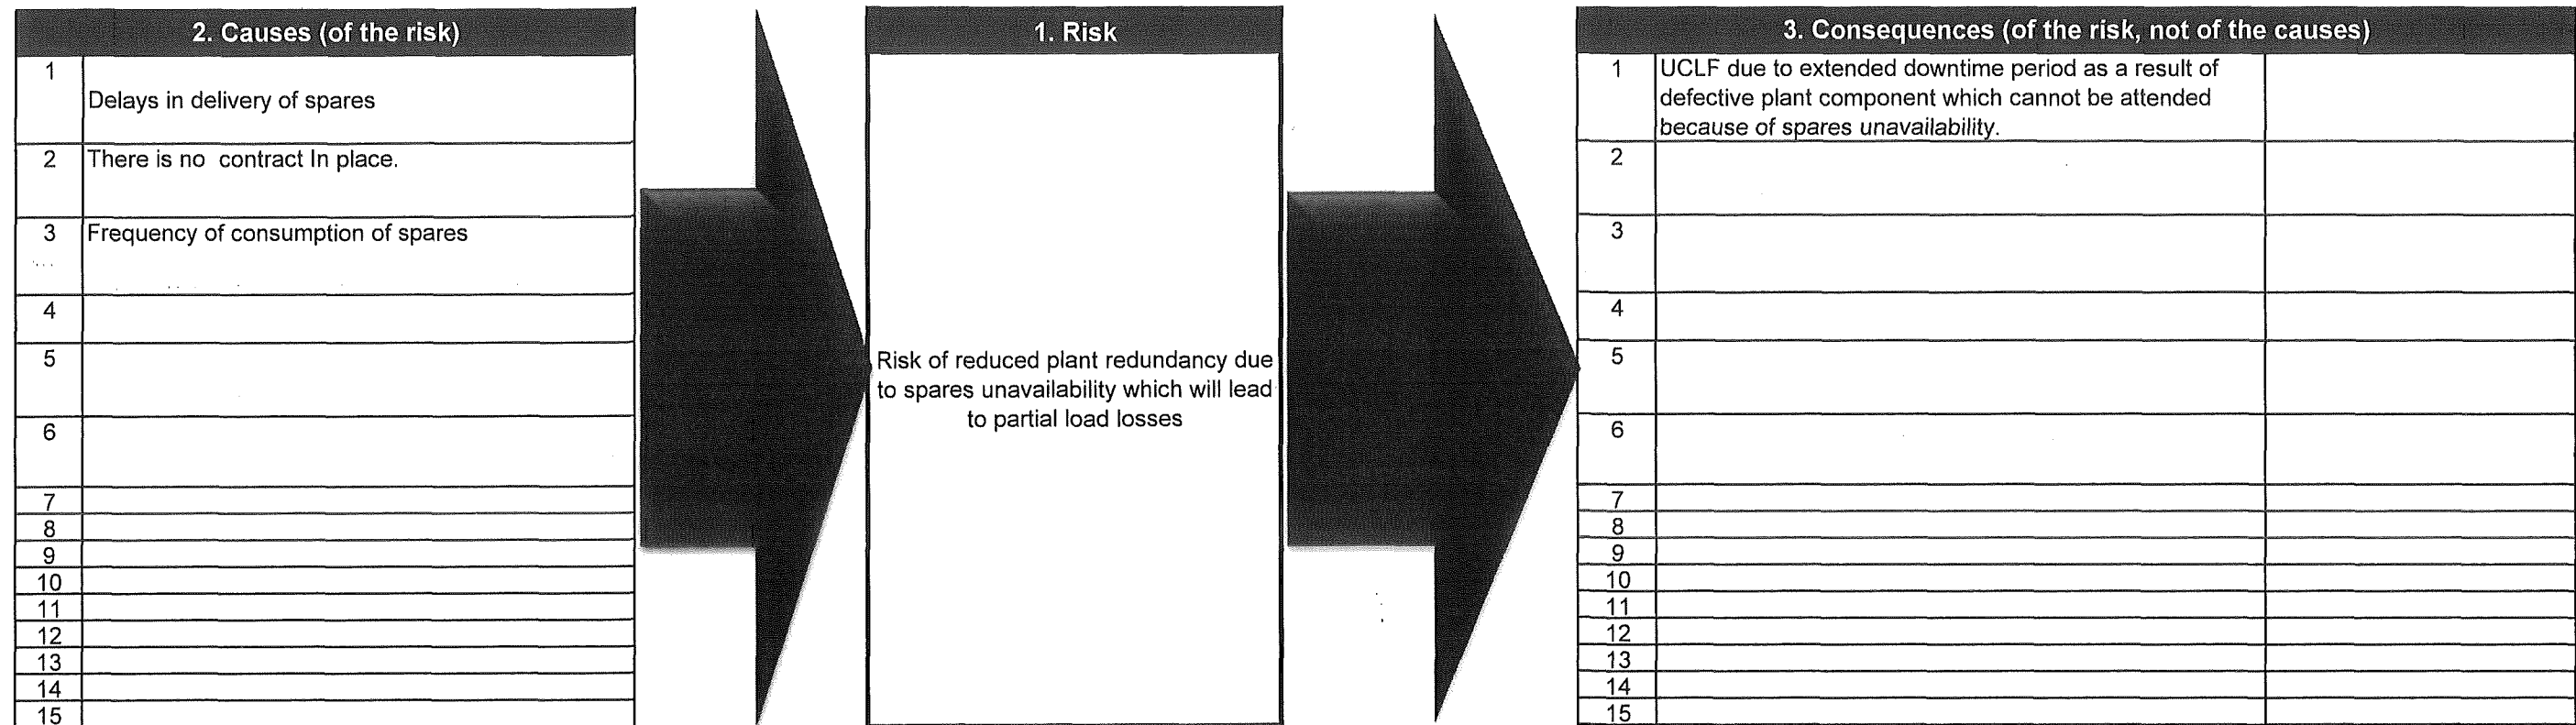 2. Causes (of the risk)
1
Delays in delivery of spares
2 There is no contract In place.
3 Frequency of consumption of spares
4
5
6
7
8
9
10
11
12
13
14
15
1. Risk
Risk of reduced plant redundancy due
to spares unavailability which will lead
to partial load losses
3. Consequences (of the risk, not of the causes)
1 UCLF due to extended downtime period as a result of
defective plant component which cannot be attended
because of spares unavailability.
2
3
4
5
6
7
8
9
10
11
12
13
14
15